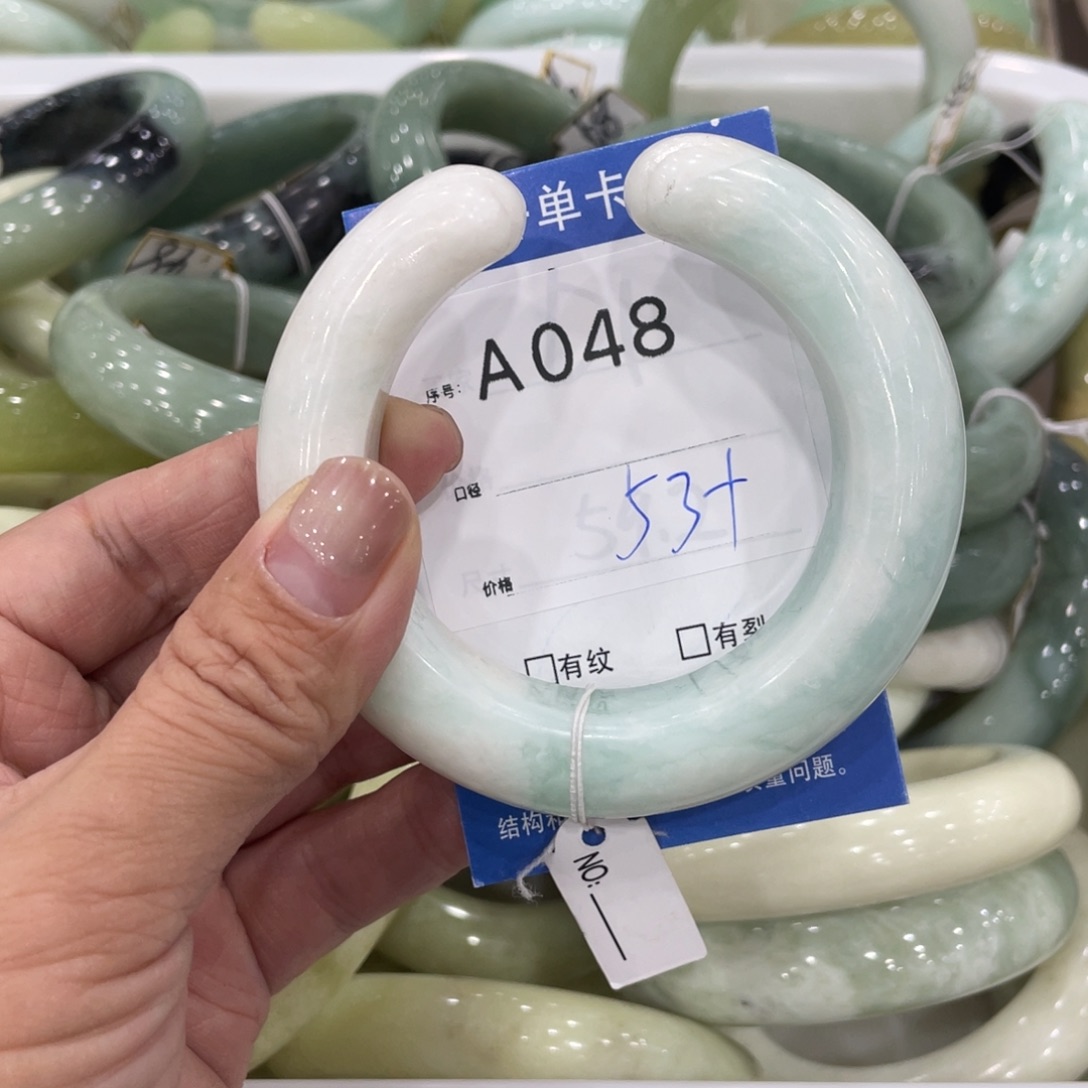 单卡
序号: A048
口径
53+
价格
□有纹 □有裂
量问题。
结构和
NO: